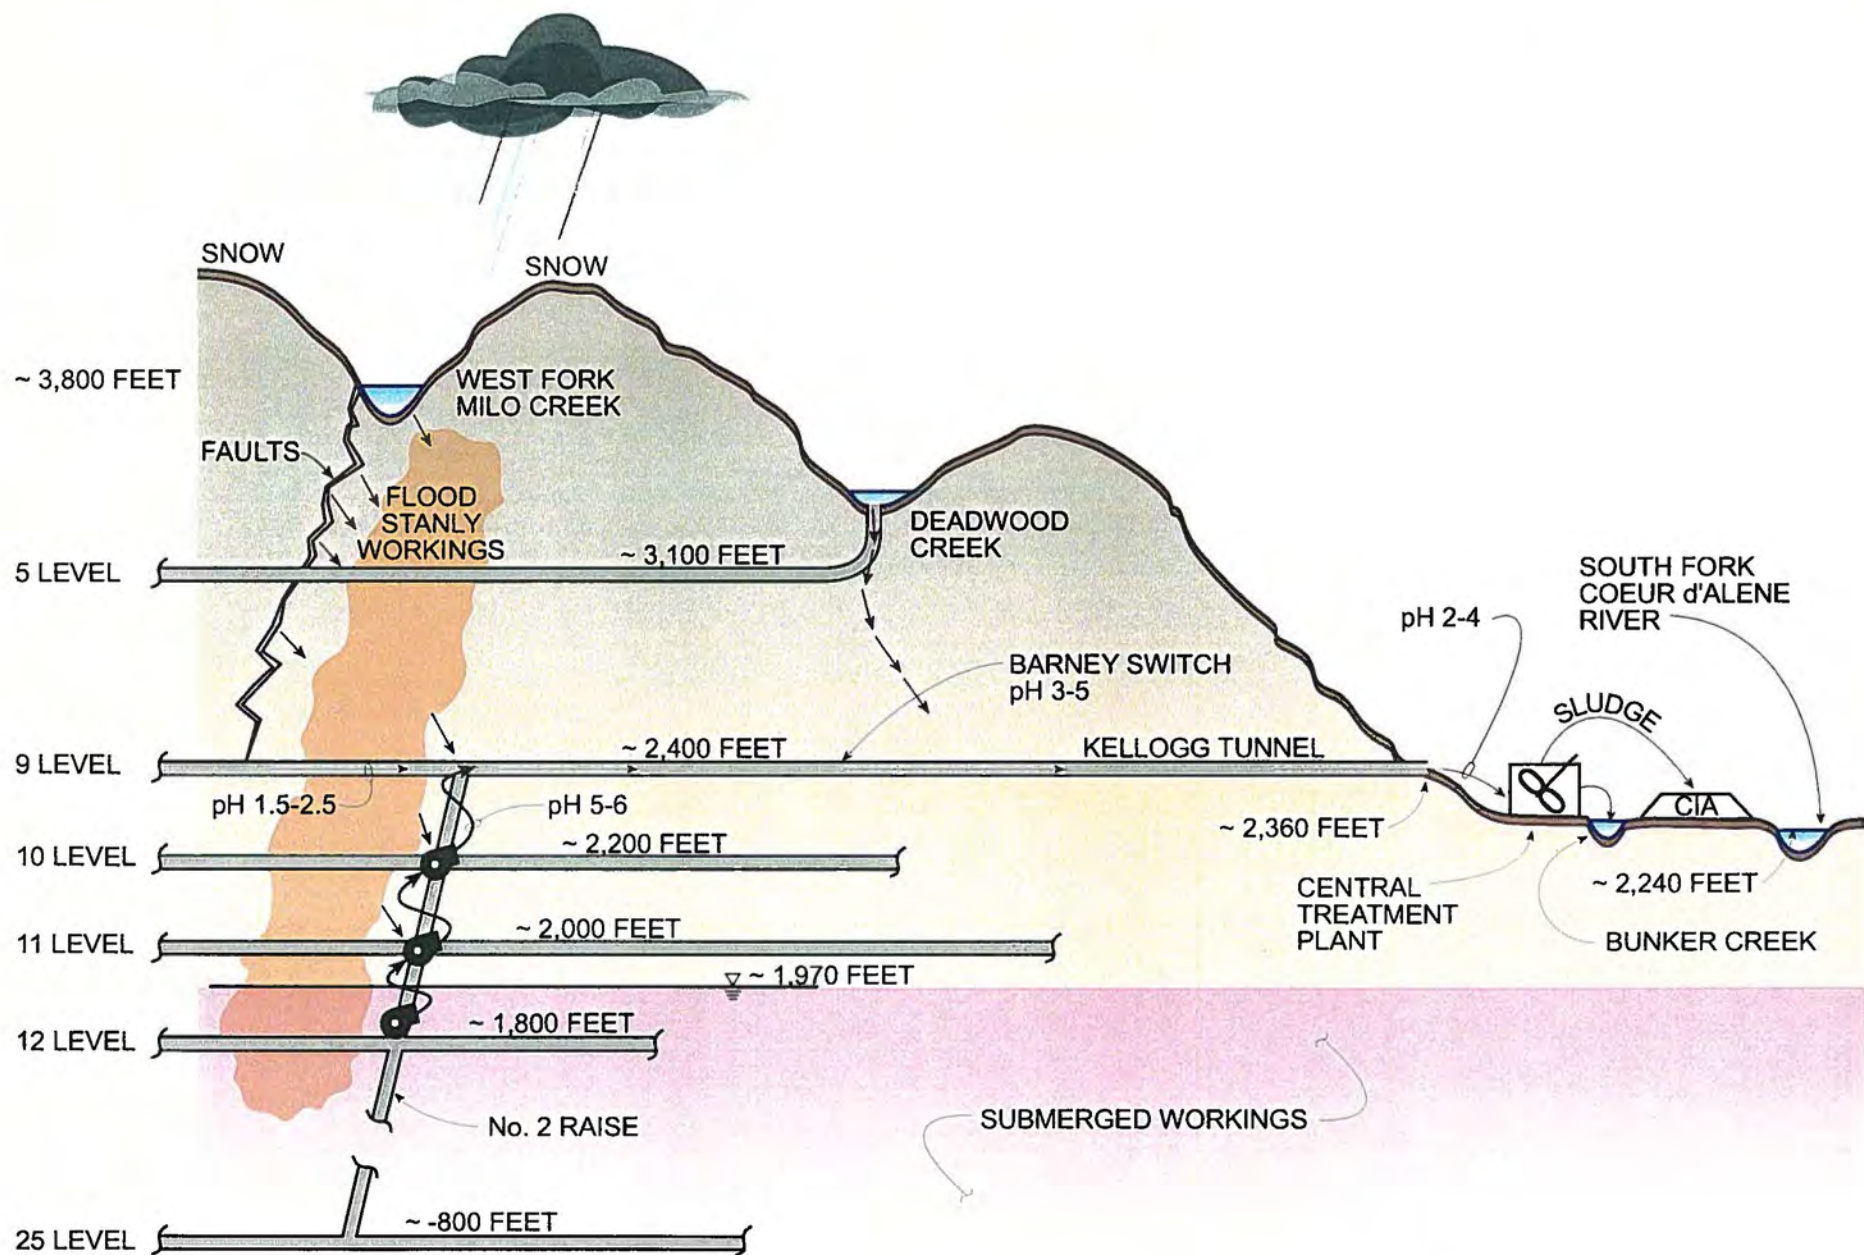 SNOW
SNOW
~ 3,800 FEET
WEST FORK
MILO CREEK
FAULTS
FLOOD
STANLY
WORKINGS
DEADWOOD
CREEK
~ 3,100 FEET
5 LEVEL
SOUTH FORK
COEUR d'ALENE
RIVER
pH 2-4
BARNEY SWITCH
pH 3-5
SLUDGE
~ 2,400 FEET
KELLOGG TUNNEL
9 LEVEL
pH 1.5-2.5
pH 5-6
CIA
~ 2,360 FEET
~ 2,200 FEET
10 LEVEL
CENTRAL
TREATMENT
PLANT
~ 2,240 FEET
BUNKER CREEK
~ 2,000 FEET
11 LEVEL
~ 1,970 FEET
~ 1,800 FEET
12 LEVEL
No. 2 RAISE
SUBMERGED WORKINGS
~ -800 FEET
25 LEVEL